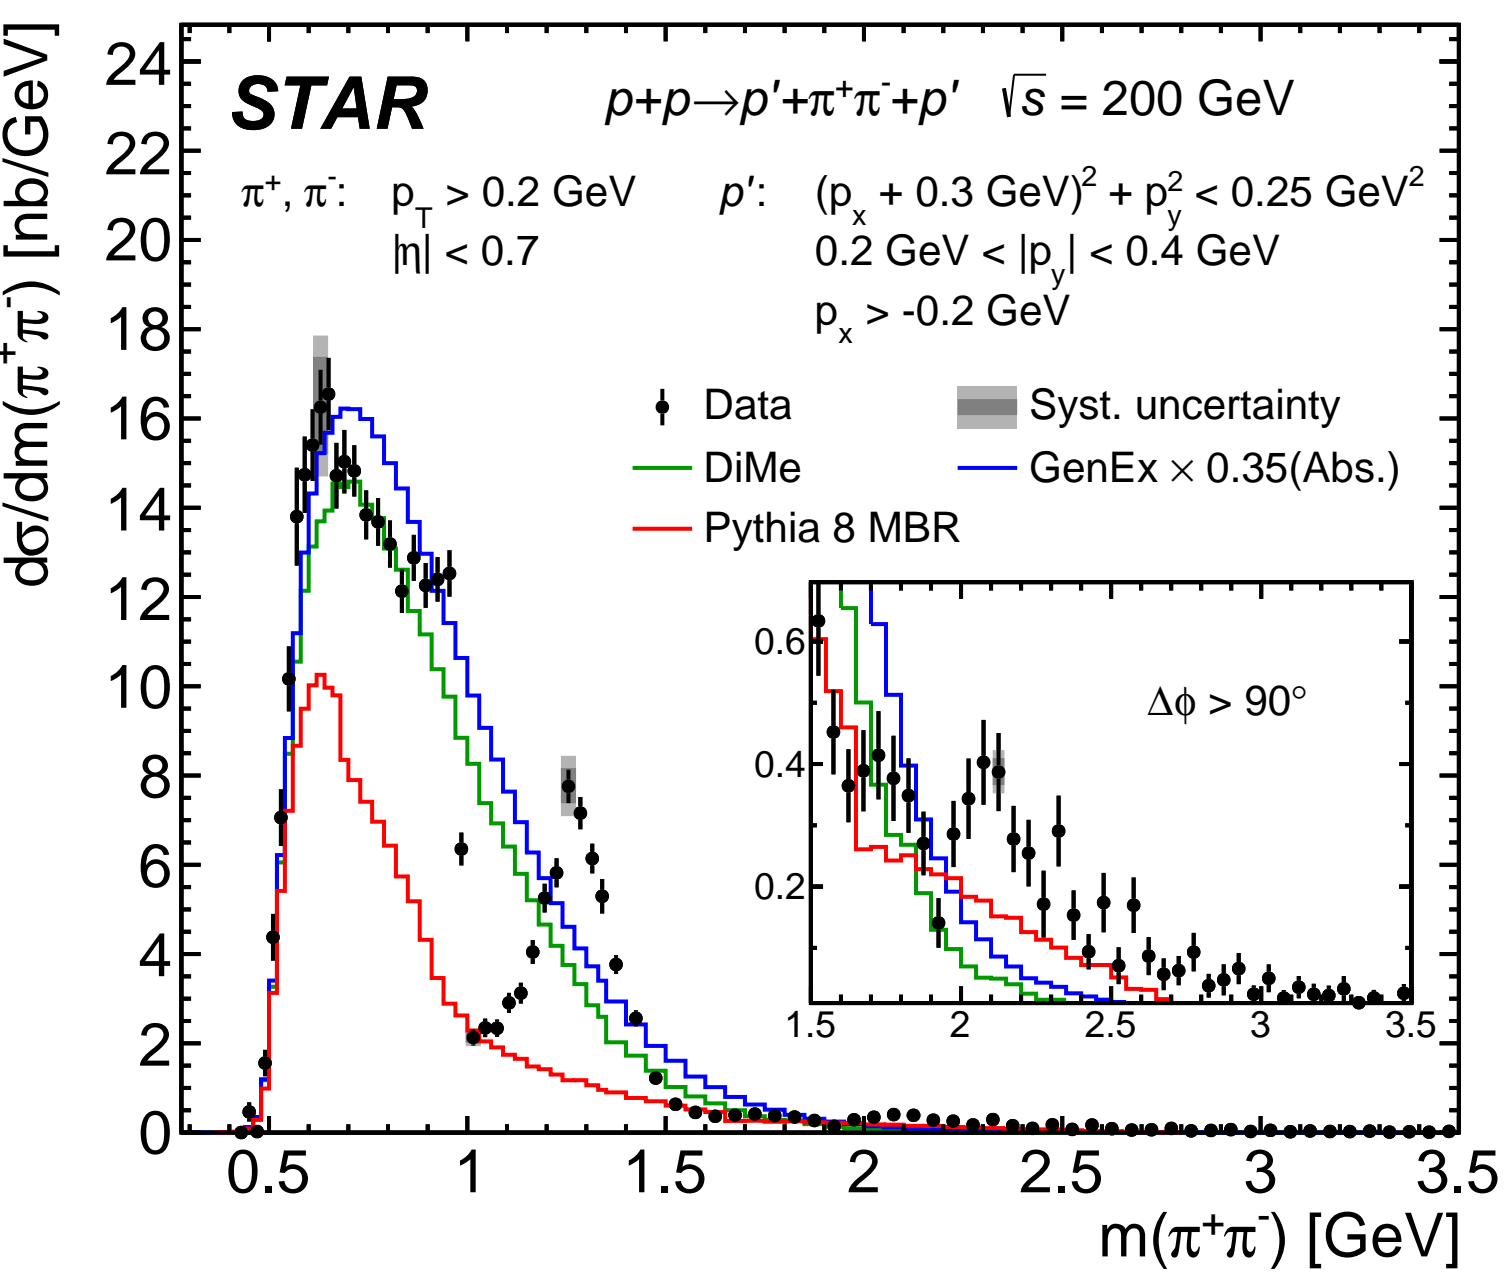 dσ/dm(π⁺π⁻) [nb/GeV]
24
22
20
18
16
14
12
10
8
6
4
2
0
STAR p+p→p′+π⁺π⁻+p′ √s = 200 GeV
π⁺, π⁻: p_T > 0.2 GeV p′: (p_x + 0.3 GeV)² + p_y² < 0.25 GeV²
|η| < 0.7 0.2 GeV < |p_y| < 0.4 GeV
p_x > -0.2 GeV
Data Syst. uncertainty
DiMe GenEx × 0.35(Abs.)
Pythia 8 MBR
0.6
Δϕ > 90°
0.4
0.2
1.5 2 2.5 3 3.5
0.5 1 1.5 2 2.5 3 3.5
m(π⁺π⁻) [GeV]